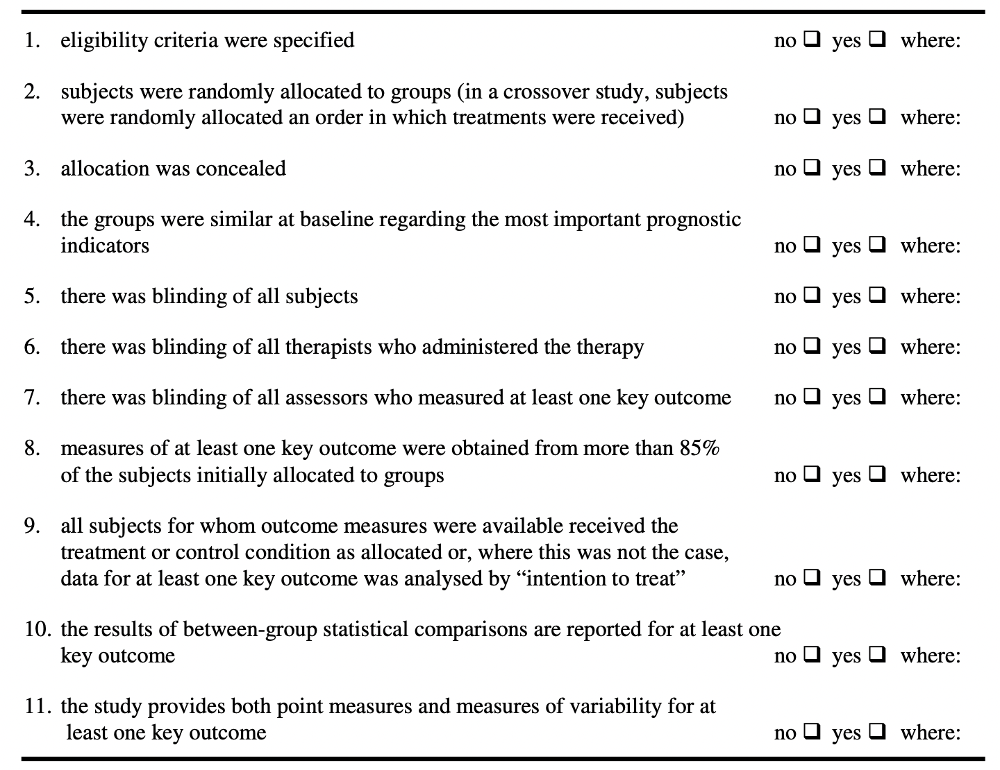 1. eligibility criteria were specified no ❑ yes ❑ where:
2. subjects were randomly allocated to groups (in a crossover study, subjects
were randomly allocated an order in which treatments were received) no ❑ yes ❑ where:
3. allocation was concealed no ❑ yes ❑ where:
4. the groups were similar at baseline regarding the most important prognostic
indicators no ❑ yes ❑ where:
5. there was blinding of all subjects no ❑ yes ❑ where:
6. there was blinding of all therapists who administered the therapy no ❑ yes ❑ where:
7. there was blinding of all assessors who measured at least one key outcome no ❑ yes ❑ where:
8. measures of at least one key outcome were obtained from more than 85%
of the subjects initially allocated to groups no ❑ yes ❑ where:
9. all subjects for whom outcome measures were available received the
treatment or control condition as allocated or, where this was not the case,
data for at least one key outcome was analysed by “intention to treat” no ❑ yes ❑ where:
10. the results of between-group statistical comparisons are reported for at least one
key outcome no ❑ yes ❑ where:
11. the study provides both point measures and measures of variability for at
least one key outcome no ❑ yes ❑ where: